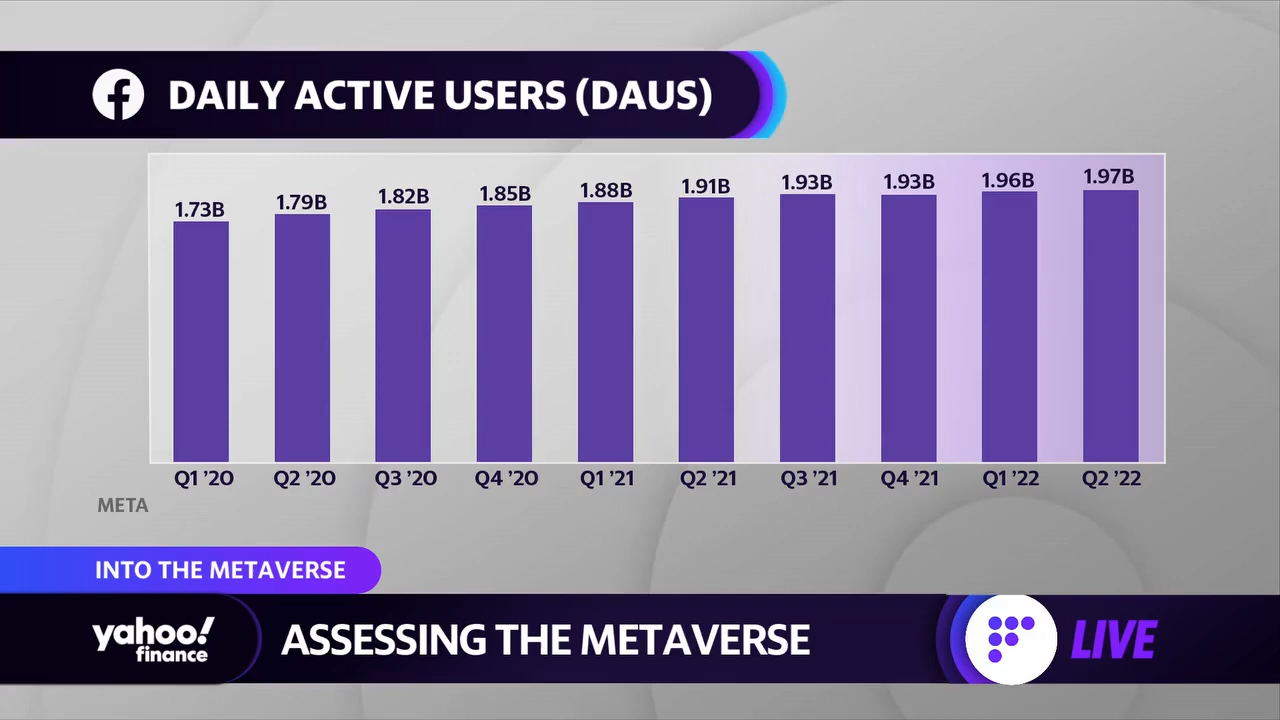 DAILY ACTIVE USERS (DAUS)
1.73B 1.79B 1.82B 1.85B 1.88B 1.91B 1.93B 1.93B 1.96B 1.97B
Q1 ’20 Q2 ’20 Q3 ’20 Q4 ’20 Q1 ’21 Q2 ’21 Q3 ’21 Q4 ’21 Q1 ’22 Q2 ’22
META
INTO THE METAVERSE
yahoo!
finance
ASSESSING THE METAVERSE
LIVE